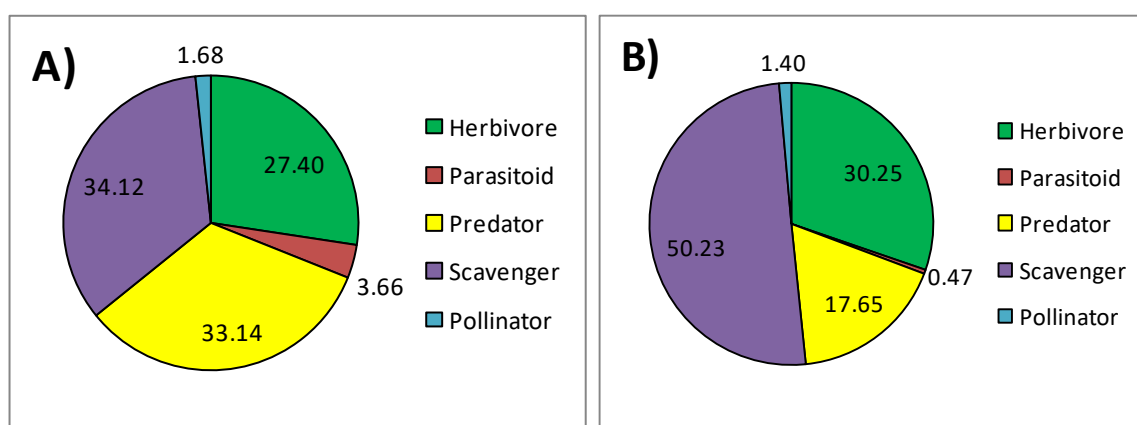 A)
1.68
27.40
34.12
3.66
33.14
Herbivore
Parasitoid
Predator
Scavenger
Pollinator
B)
1.40
30.25
50.23
0.47
17.65
Herbivore
Parasitoid
Predator
Scavenger
Pollinator